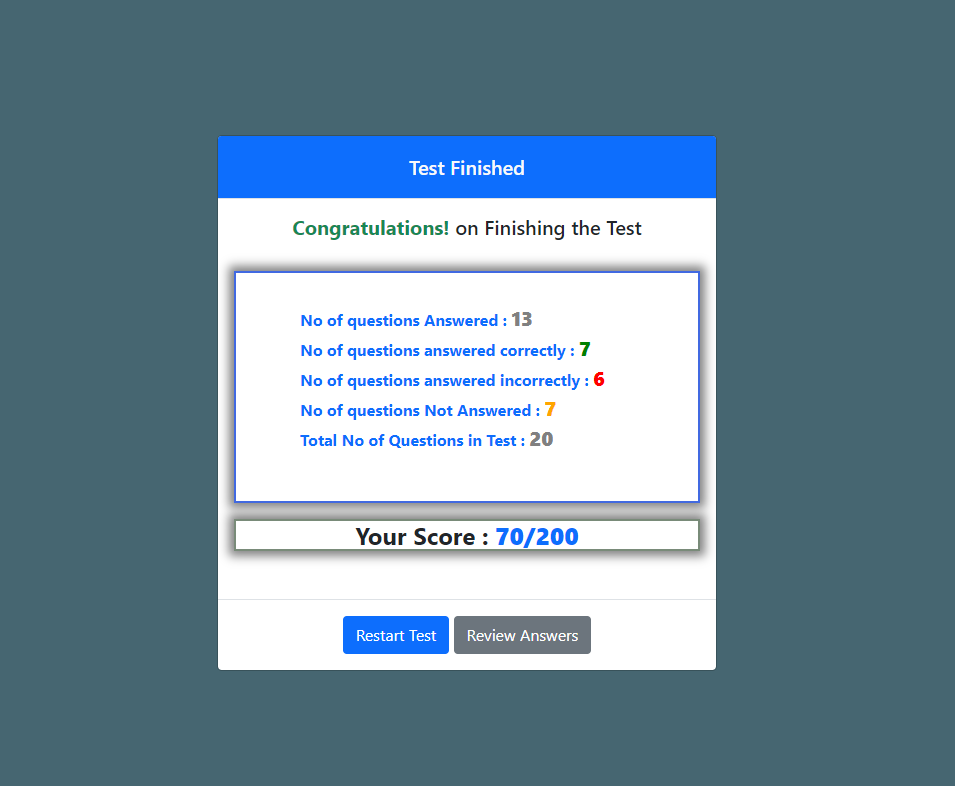 Test Finished
Congratulations! on Finishing the Test
No of questions Answered : 13
No of questions answered correctly : 7
No of questions answered incorrectly : 6
No of questions Not Answered : 7
Total No of Questions in Test : 20
Your Score : 70/200
Restart Test Review Answers